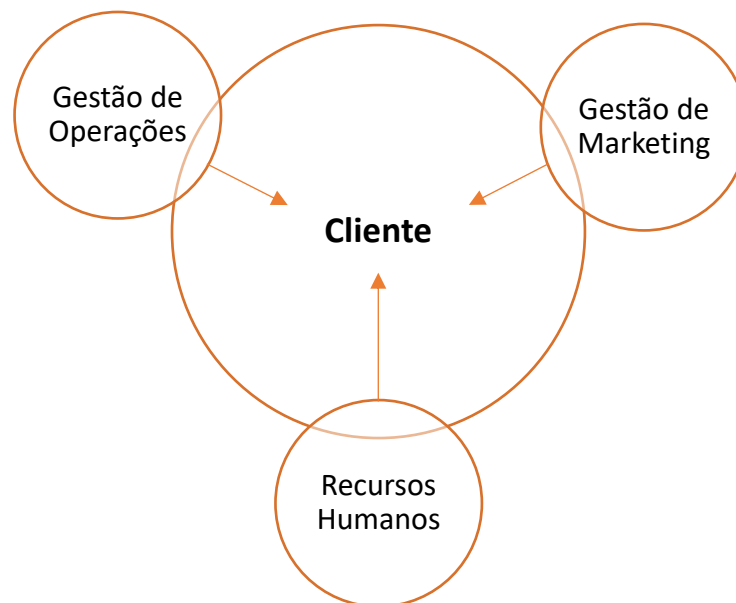 Gestão de
Operações
Gestão de
Marketing
Cliente
Recursos
Humanos